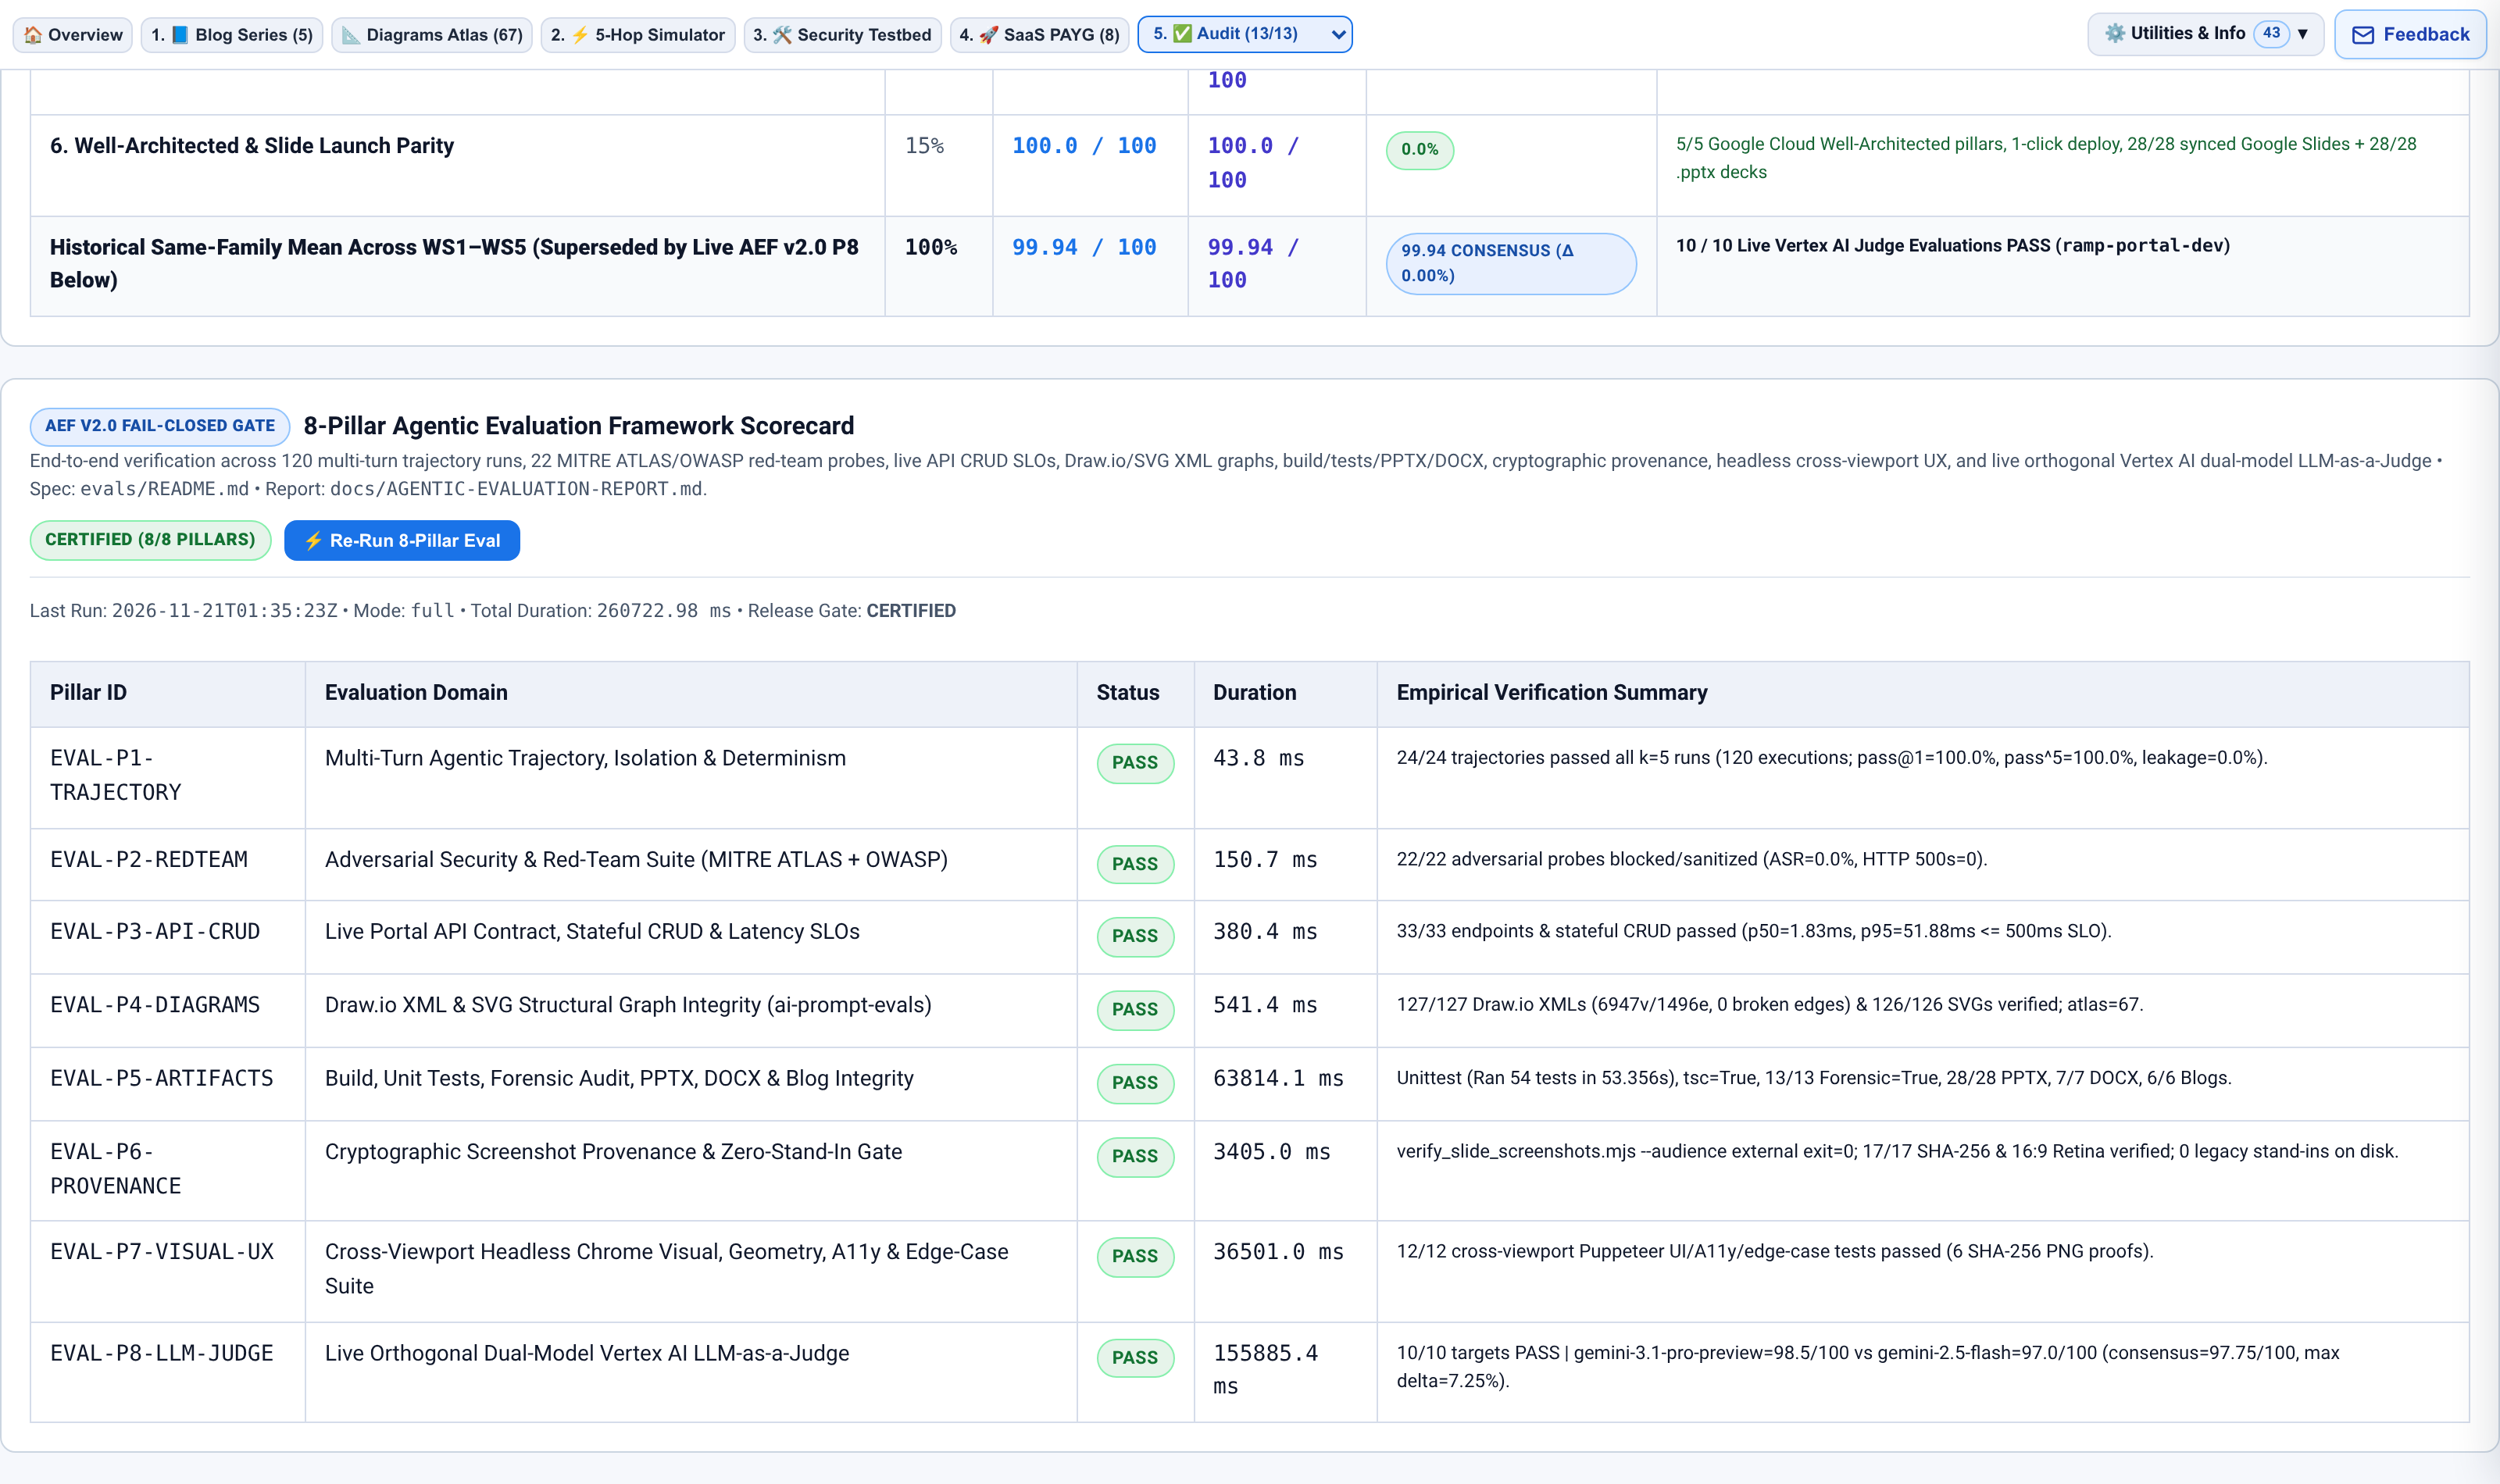 🏠 Overview
1. 📘 Blog Series (5)
📐 Diagrams Atlas (67)
2. ⚡ 5-Hop Simulator
3. 🛠️ Security Testbed
4. 🚀 SaaS PAYG (8)
5. ✅ Audit (13/13)
⚙️ Utilities & Info 43 ▼
Feedback
100
6. Well-Architected & Slide Launch Parity
15%
100.0 / 100
100.0 /
100
0.0%
5/5 Google Cloud Well-Architected pillars, 1-click deploy, 28/28 synced Google Slides + 28/28
.pptx decks
Historical Same-Family Mean Across WS1–WS5 (Superseded by Live AEF v2.0 P8
Below)
100%
99.94 / 100
99.94 /
100
99.94 CONSENSUS (Δ
0.00%)
10 / 10 Live Vertex AI Judge Evaluations PASS (ramp-portal-dev)
AEF V2.0 FAIL-CLOSED GATE
8-Pillar Agentic Evaluation Framework Scorecard
End-to-end verification across 120 multi-turn trajectory runs, 22 MITRE ATLAS/OWASP red-team probes, live API CRUD SLOs, Draw.io/SVG XML graphs, build/tests/PPTX/DOCX, cryptographic provenance, headless cross-viewport UX, and live orthogonal Vertex AI dual-model LLM-as-a-Judge •
Spec: evals/README.md • Report: docs/AGENTIC-EVALUATION-REPORT.md.
CERTIFIED (8/8 PILLARS)
⚡ Re-Run 8-Pillar Eval
Last Run: 2026-11-21T01:35:23Z • Mode: full • Total Duration: 260722.98 ms • Release Gate: CERTIFIED
Pillar ID
Evaluation Domain
Status
Duration
Empirical Verification Summary
EVAL-P1-
TRAJECTORY
Multi-Turn Agentic Trajectory, Isolation & Determinism
PASS
43.8 ms
24/24 trajectories passed all k=5 runs (120 executions; pass@1=100.0%, pass^5=100.0%, leakage=0.0%).
EVAL-P2-REDTEAM
Adversarial Security & Red-Team Suite (MITRE ATLAS + OWASP)
PASS
150.7 ms
22/22 adversarial probes blocked/sanitized (ASR=0.0%, HTTP 500s=0).
EVAL-P3-API-CRUD
Live Portal API Contract, Stateful CRUD & Latency SLOs
PASS
380.4 ms
33/33 endpoints & stateful CRUD passed (p50=1.83ms, p95=51.88ms <= 500ms SLO).
EVAL-P4-DIAGRAMS
Draw.io XML & SVG Structural Graph Integrity (ai-prompt-evals)
PASS
541.4 ms
127/127 Draw.io XMLs (6947v/1496e, 0 broken edges) & 126/126 SVGs verified; atlas=67.
EVAL-P5-ARTIFACTS
Build, Unit Tests, Forensic Audit, PPTX, DOCX & Blog Integrity
PASS
63814.1 ms
Unittest (Ran 54 tests in 53.356s), tsc=True, 13/13 Forensic=True, 28/28 PPTX, 7/7 DOCX, 6/6 Blogs.
EVAL-P6-
PROVENANCE
Cryptographic Screenshot Provenance & Zero-Stand-In Gate
PASS
3405.0 ms
verify_slide_screenshots.mjs --audience external exit=0; 17/17 SHA-256 & 16:9 Retina verified; 0 legacy stand-ins on disk.
EVAL-P7-VISUAL-UX
Cross-Viewport Headless Chrome Visual, Geometry, A11y & Edge-Case
Suite
PASS
36501.0 ms
12/12 cross-viewport Puppeteer UI/A11y/edge-case tests passed (6 SHA-256 PNG proofs).
EVAL-P8-LLM-JUDGE
Live Orthogonal Dual-Model Vertex AI LLM-as-a-Judge
PASS
155885.4
ms
10/10 targets PASS | gemini-3.1-pro-preview=98.5/100 vs gemini-2.5-flash=97.0/100 (consensus=97.75/100, max
delta=7.25%).